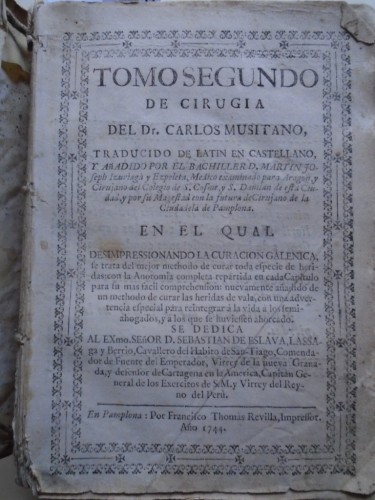 TOMO SEGUNDO
DE CIRUGIA
DEL Dr. CARLOS MUSITANO,
TRADUCIDO DE LATIN EN CASTELLANO,
Y AÑADIDO POR EL BACHILLER D. MARTIN JO-
seph Izuriaga y Ezpeleta, Medico examinado para Aragon, y
Cirujano del Colegio de S. Cosme, y S. Damian de esta Ciu-
dad, y por su Magestad con la futura de Cirujano de la
Ciudadela de Pamplona.
EN EL QUAL
DESIMPRESSIONANDO LA CURACION GALENICA,
se trata del mejor methodo de curar toda especie de heri-
das con la Anotomia completa repartida en cada Capitulo
para su mas facil comprehension: nuevamente añadido de
un methodo de curar las heridas de vala, con una adver-
tencia especial para reintegrar á la vida a los semi-
ahogados, y a los que se huviessen ahorcado.
SE DEDICA
AL EXmo. SEñOR D. SEBASTIAN DE ESLAVA, LASSA-
ga y Berrio, Cavallero del Habito de San-Tiago, Comenda-
dor de Fuente del Emperador, Virrey de la nueva Grana-
da, y defensor de Cartagena en la America, Capitan Ge-
neral de los Exercitos de S.M, y Virrey del Rey-
no del Perú.
En Pamplona: Por Francisco Thomás Revilla, Impressor.
Año 1744.